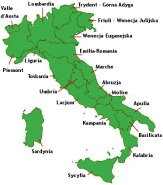 Lombardia
Trydent - Górna Adyga
Valle
d'Aosta
Friuli - Wenecja Julijska
Wenecja Euganejska
Emilia-Romania
Piemont
Liguria
Marche
Toskania
Abruzja
Umbria
Molise
Lacjum
Apulia
Kampania
Basilicata
Sardynia
Kalabria
Sycylia